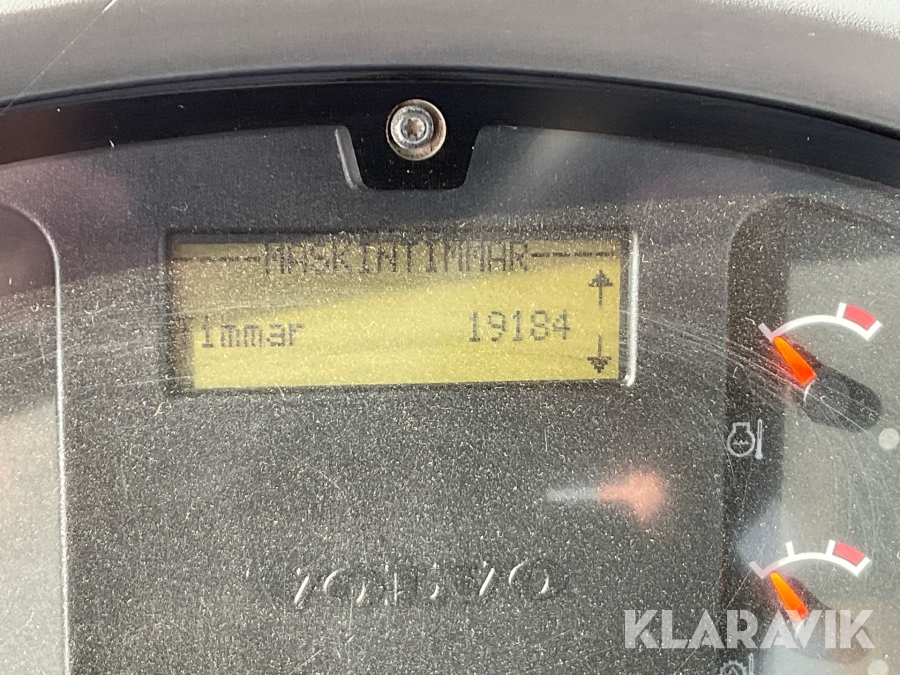 ----MASKINTIMMAR----
Timmar 19184
VOLVO
KLARAVIK